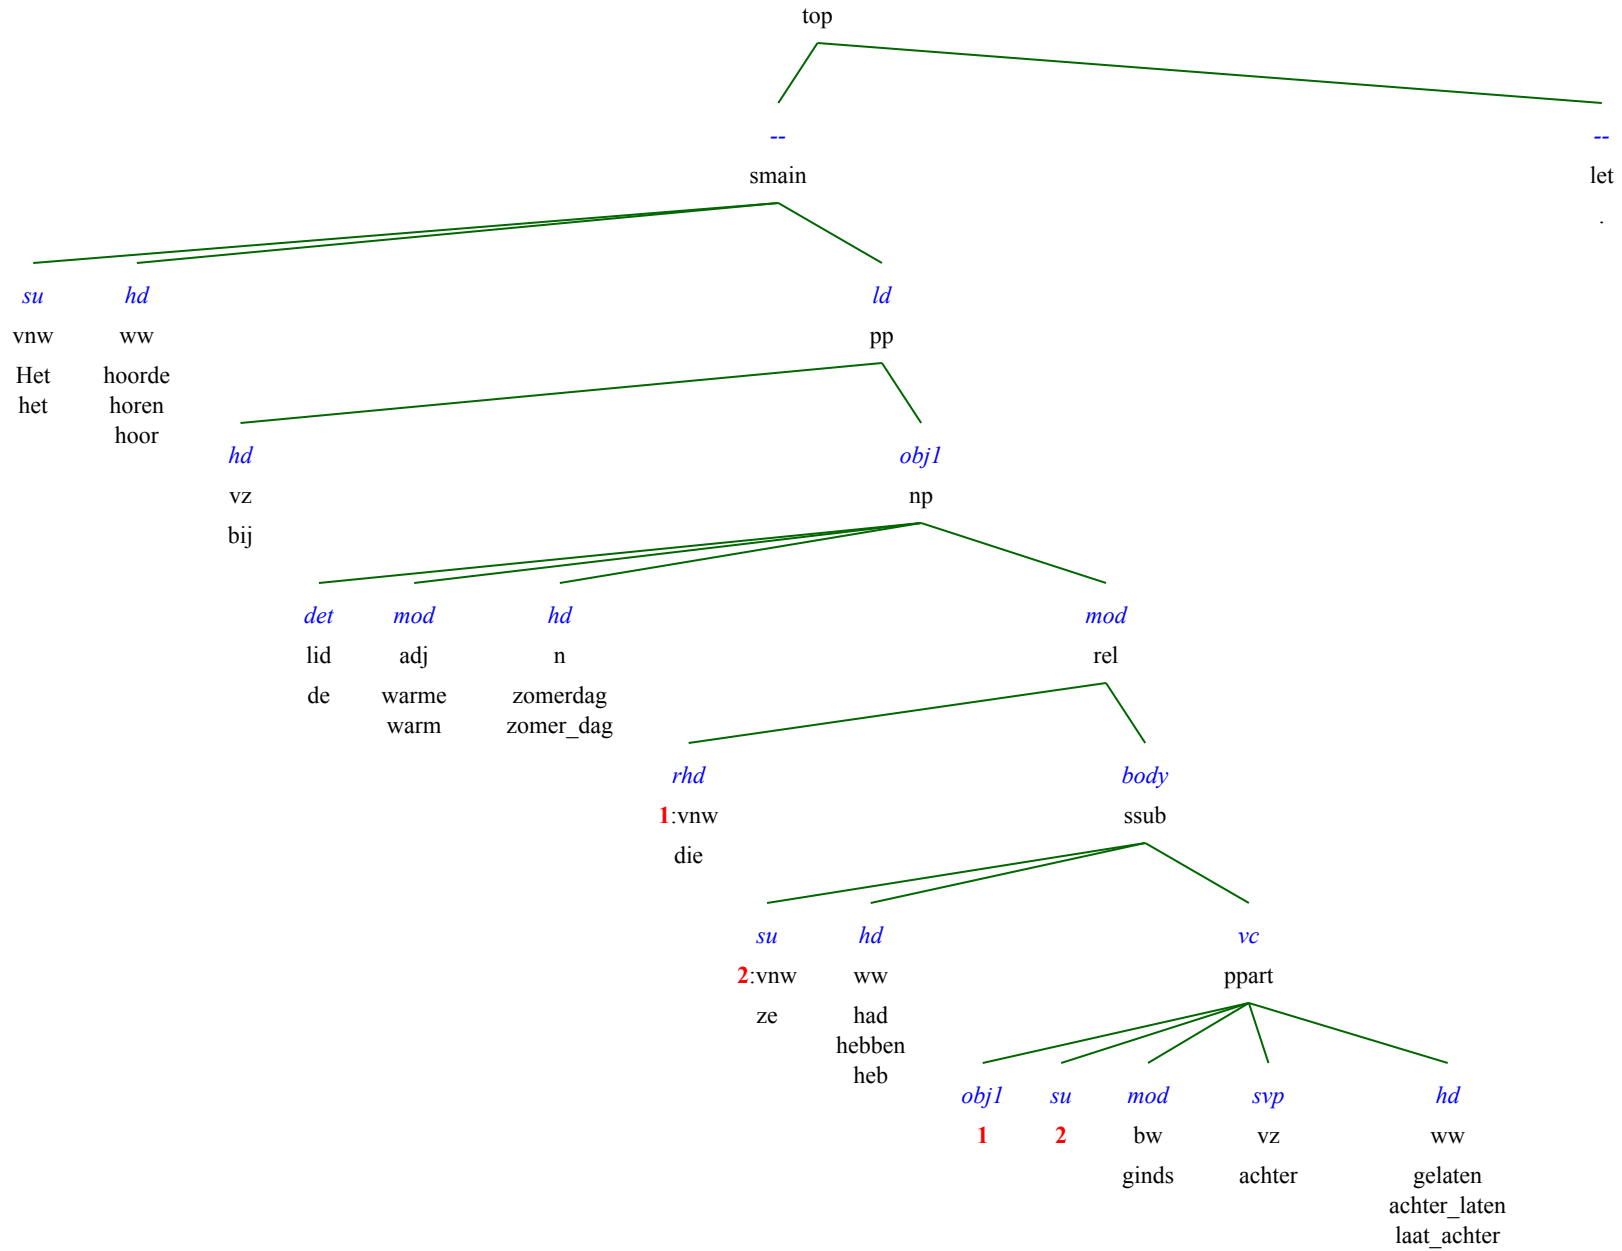 top
-- --
smain let
.
su hd ld
vnw ww pp
Het hoorde
het horen
hoor
hd obj1
vz np
bij
det mod hd mod
lid adj n rel
de warme zomerdag
warm zomer_dag
rhd body
1:vnw ssub
die
su hd vc
2:vnw ww ppart
ze had
hebben
heb
obj1 su mod svp hd
1 2 bw vz ww
ginds achter gelaten
achter_laten
laat_achter